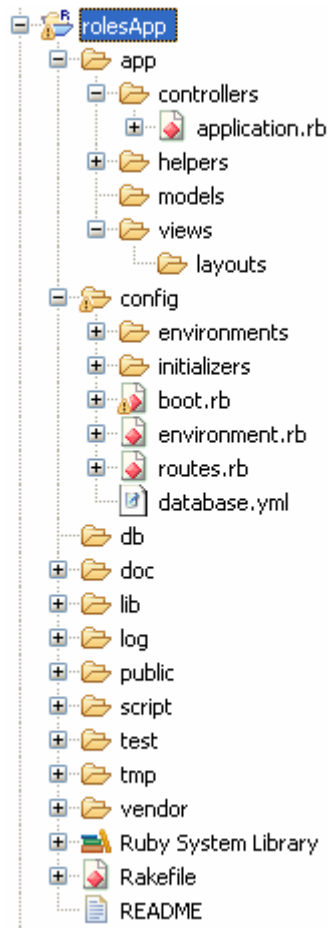 rolesApp
app
controllers
application.rb
helpers
models
views
layouts
config
environments
initializers
boot.rb
environment.rb
routes.rb
database.yml
db
doc
lib
log
public
script
test
tmp
vendor
Ruby System Library
Rakefile
README